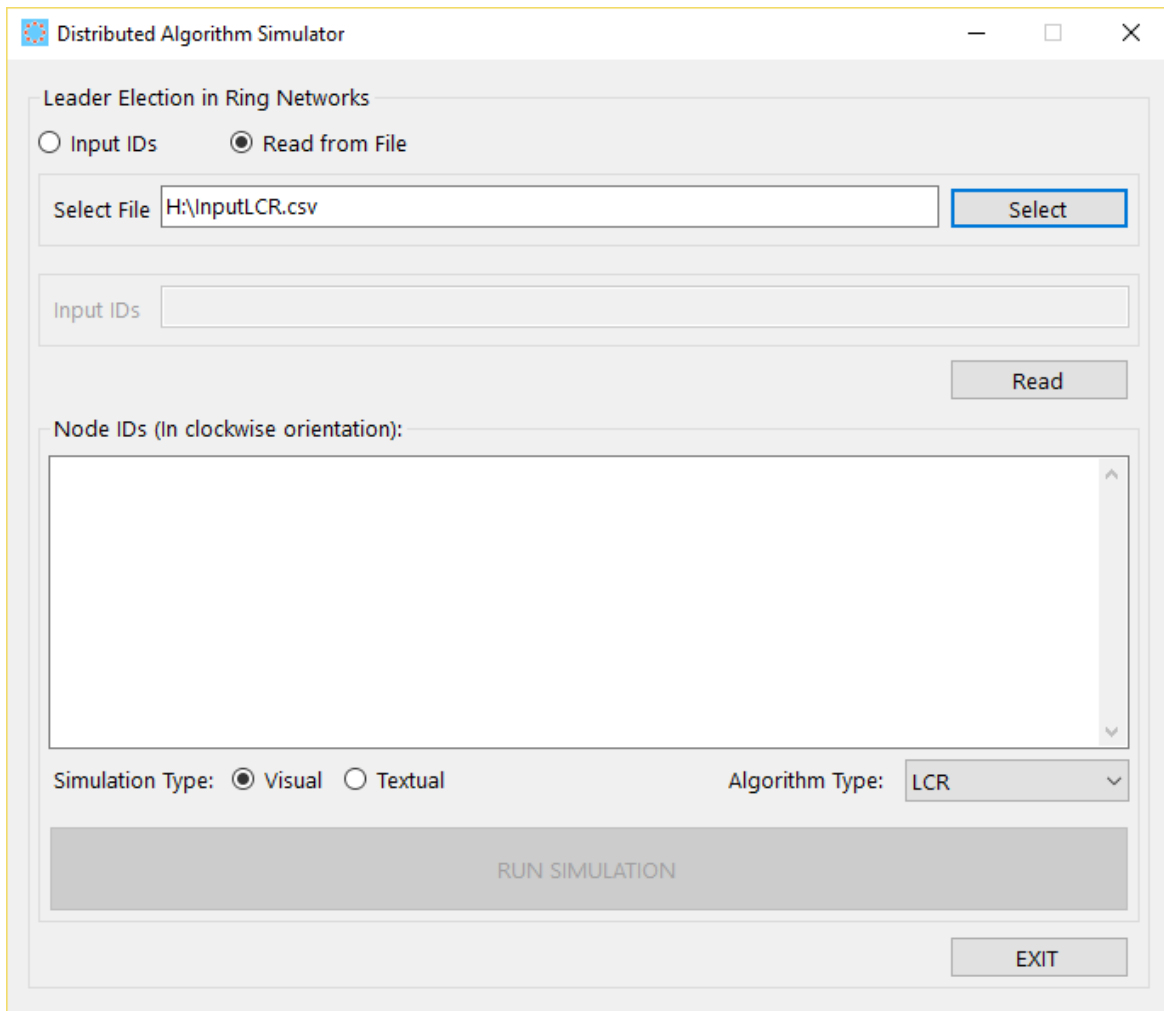 Distributed Algorithm Simulator
Leader Election in Ring Networks
Input IDs Read from File
Select File H:\InputLCR.csv Select
Input IDs
Read
Node IDs (In clockwise orientation):
Simulation Type: Visual Textual Algorithm Type: LCR
RUN SIMULATION
EXIT